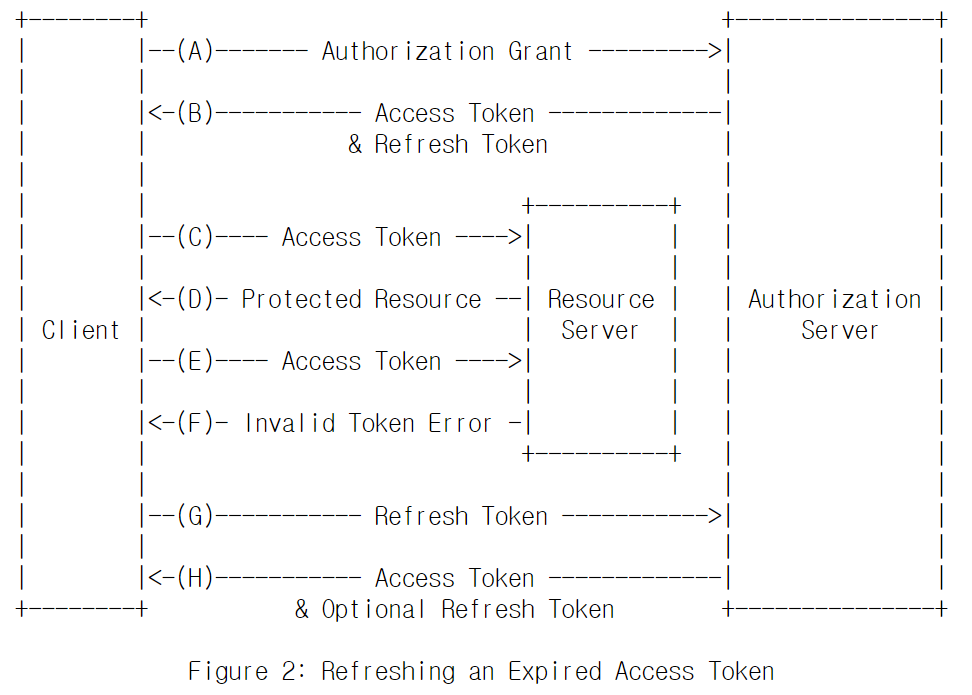 +--------+                                           +---------------+
|        |--(A)------- Authorization Grant --------->|               |
|        |                                           |               |
|        |<-(B)----------- Access Token -------------|               |
|        |               & Refresh Token             |               |
|        |                                           |               |
|        |                            +----------+   |               |
|        |--(C)---- Access Token ---->|          |   |               |
|        |                            |          |   |               |
|        |<-(D)- Protected Resource --| Resource |   | Authorization |
| Client |                            |  Server  |   |     Server    |
|        |--(E)---- Access Token ---->|          |   |               |
|        |                            |          |   |               |
|        |<-(F)- Invalid Token Error -|          |   |               |
|        |                            +----------+   |               |
|        |                                           |               |
|        |--(G)----------- Refresh Token ----------->|               |
|        |                                           |               |
|        |<-(H)----------- Access Token -------------|               |
+--------+           & Optional Refresh Token        +---------------+
Figure 2: Refreshing an Expired Access Token